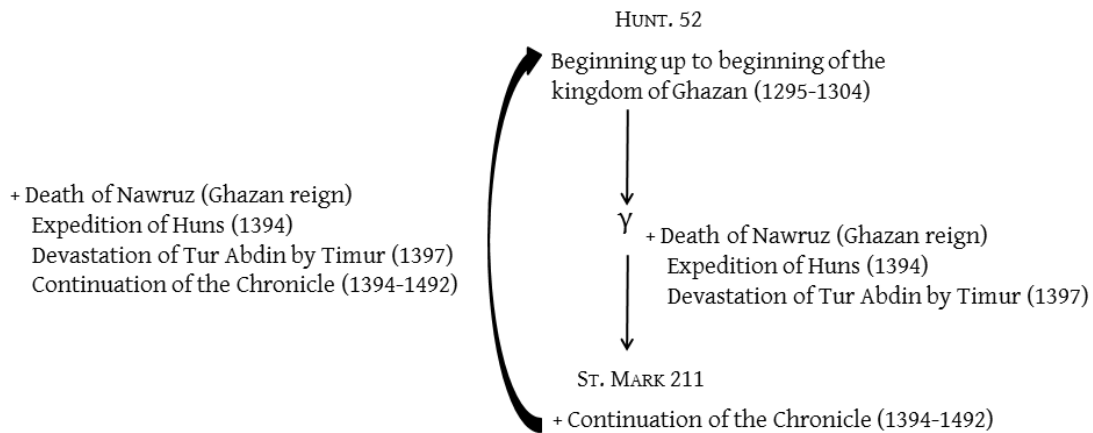 HUNT. 52
Beginning up to beginning of the
kingdom of Ghazan (1295-1304)
+ Death of Nawruz (Ghazan reign)
Expedition of Huns (1394)
Devastation of Tur Abdin by Timur (1397)
Continuation of the Chronicle (1394-1492)
γ
+ Death of Nawruz (Ghazan reign)
Expedition of Huns (1394)
Devastation of Tur Abdin by Timur (1397)
ST. MARK 211
+ Continuation of the Chronicle (1394-1492)